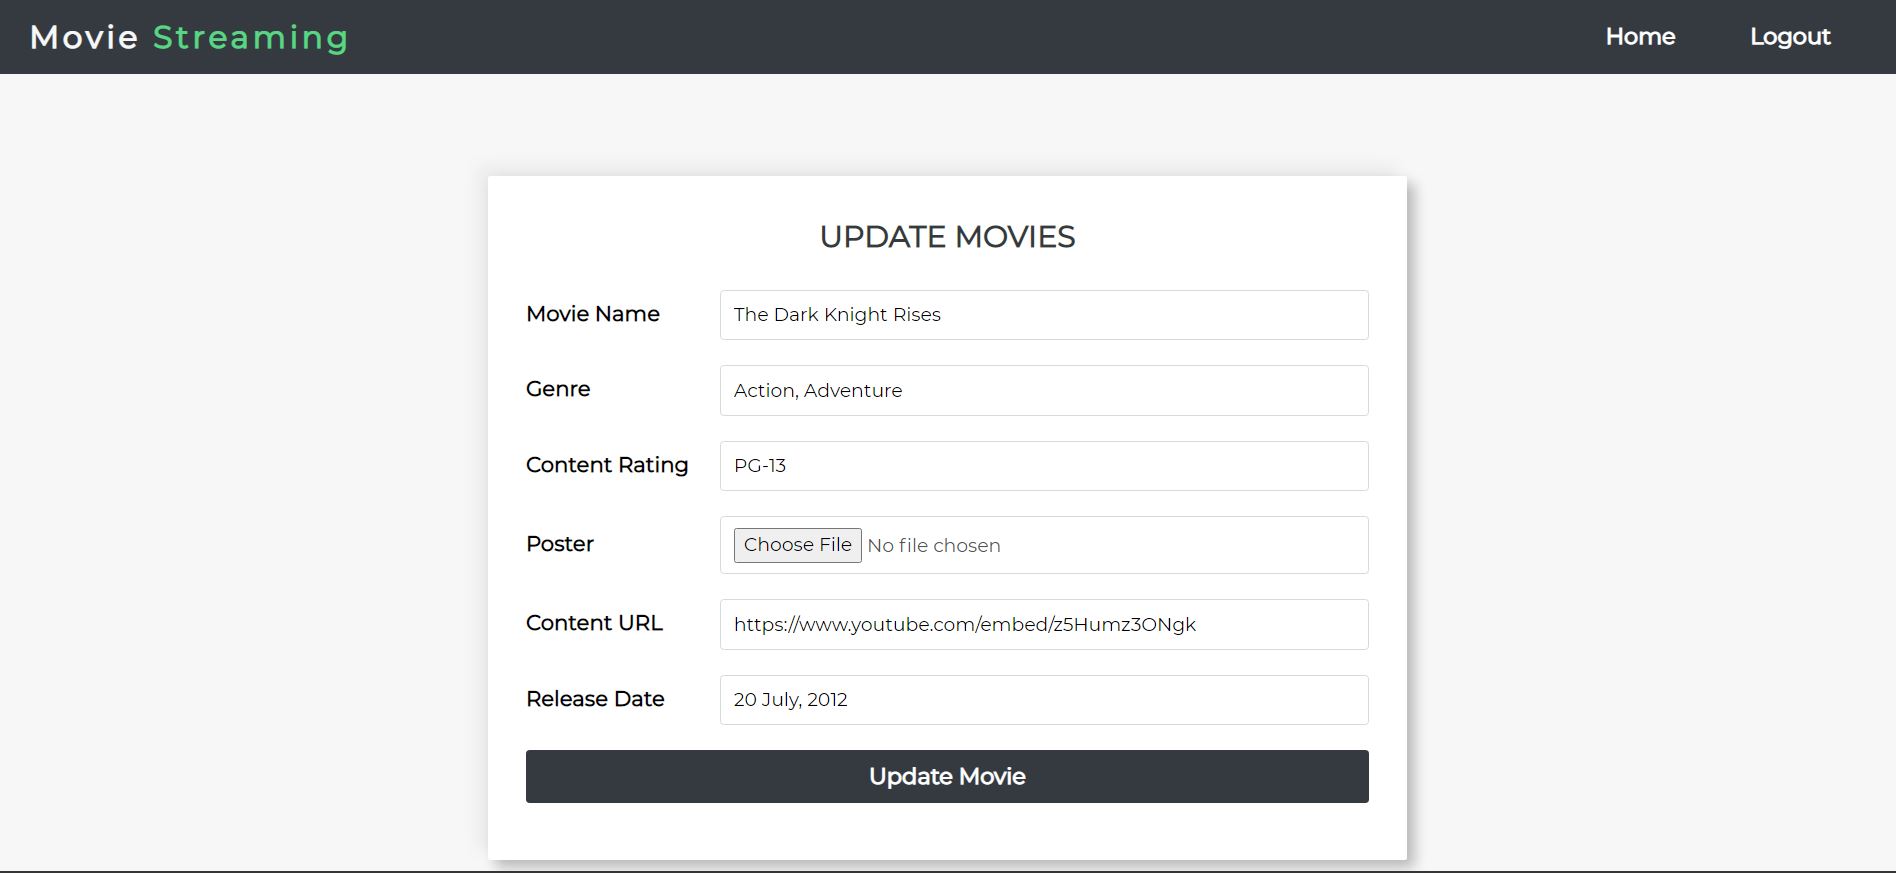 Movie Streaming Home Logout
UPDATE MOVIES
Movie Name The Dark Knight Rises
Genre Action, Adventure
Content Rating PG-13
Poster Choose File No file chosen
Content URL https://www.youtube.com/embed/z5Humz3ONgk
Release Date 20 July, 2012
Update Movie